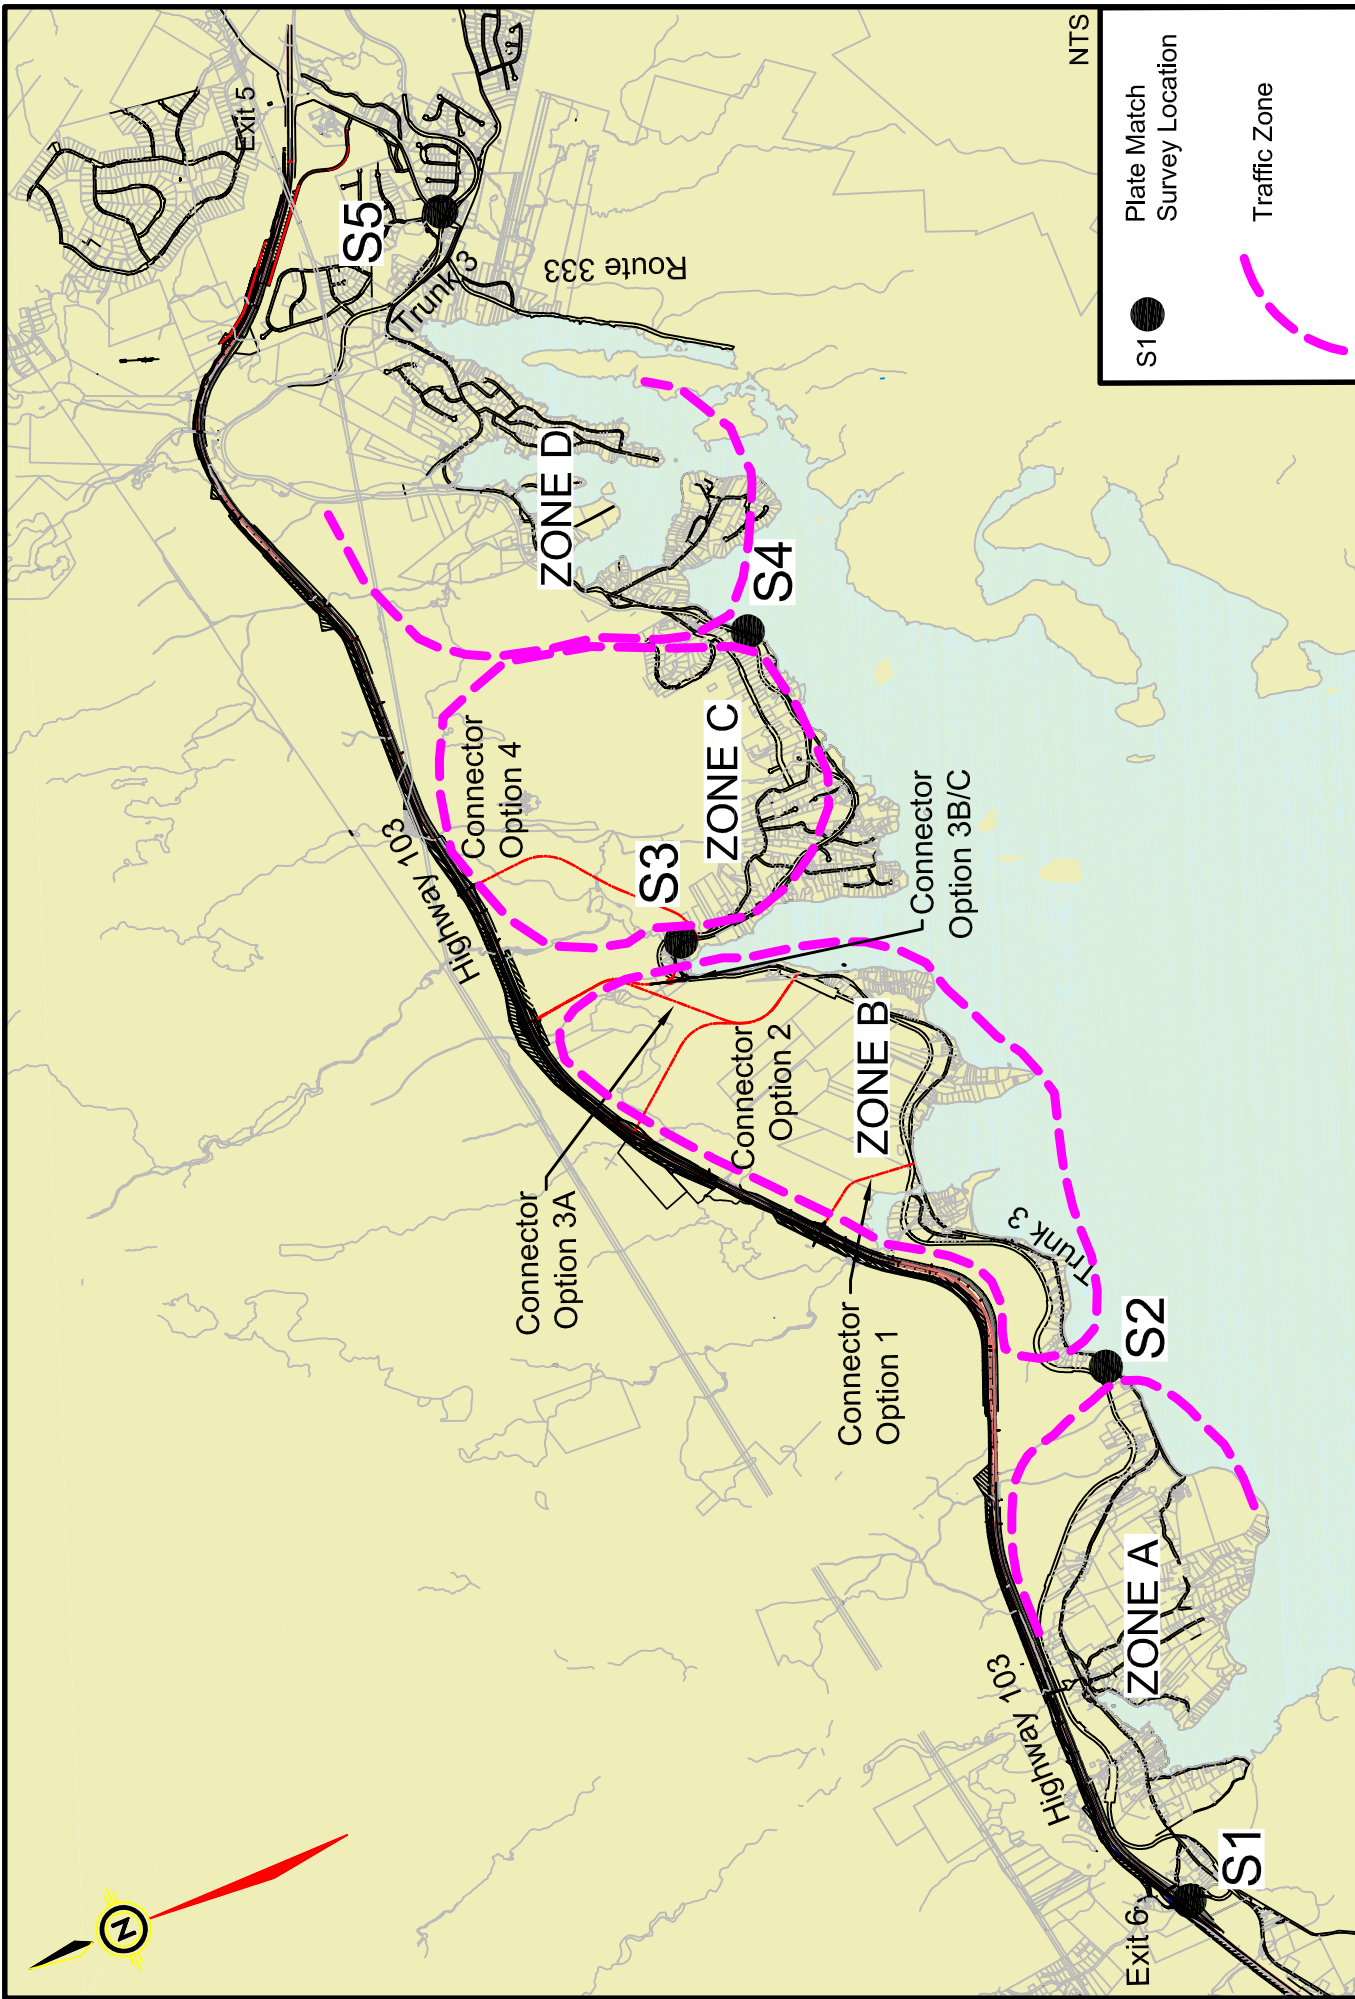 Exit 5
S5
Trunk 3
Route 333
ZONE D
S4
Highway 103
Connector
Option 4
ZONE C
S3
Connector
Option 3B/C
Connector
Option 3A
Connector
Option 2
ZONE B
Connector
Option 1
Trunk 3
S2
ZONE A
Highway 103
Exit 6
S1
N
NTS
S1
Plate Match
Survey Location
Traffic Zone